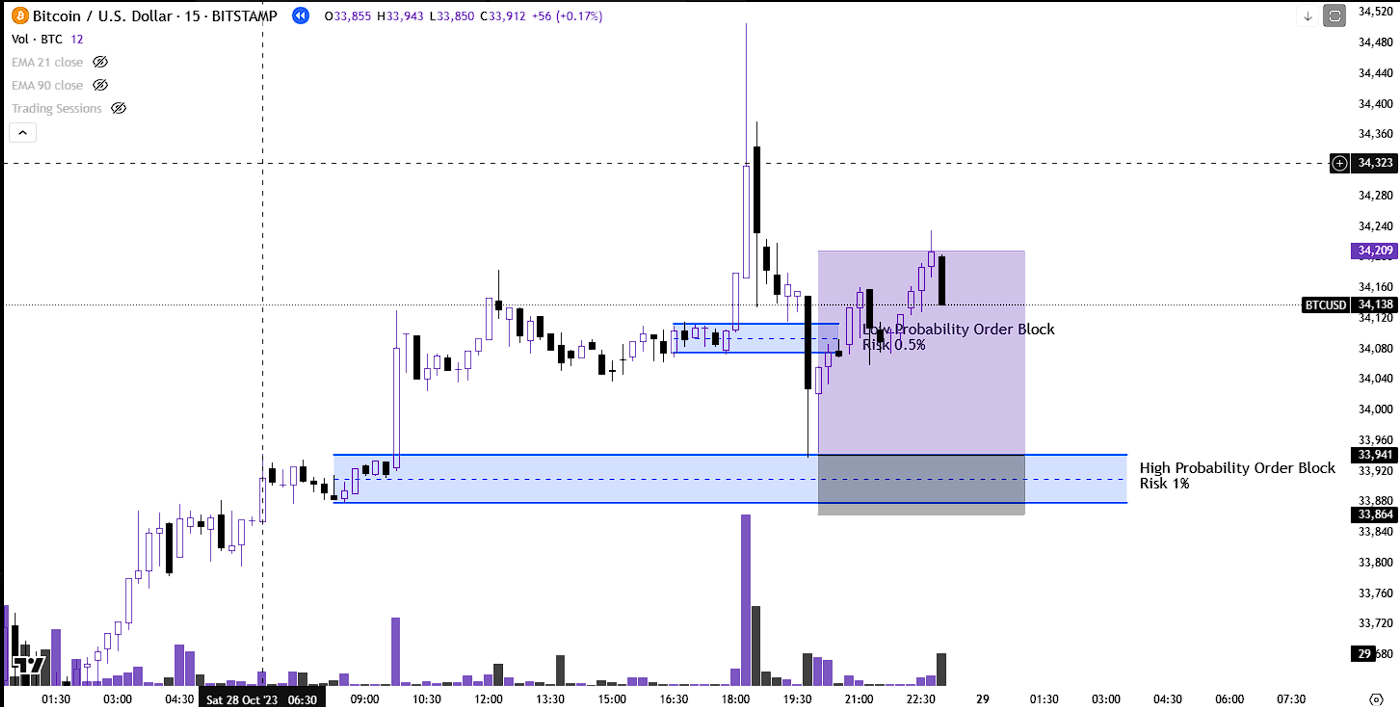 Bitcoin / U.S. Dollar · 15 · BITSTAMP O33,855 H33,943 L33,850 C33,912 +56 (+0.17%)
Vol · BTC 12
EMA 21 close
EMA 90 close
Trading Sessions
34,520
34,480
34,440
34,400
34,360
34,323
34,280
34,240
34,209
34,160
BTCUSD 34,138
34,120
34,080
34,040
34,000
33,960
33,941
33,920
33,880
33,864
33,840
33,800
33,760
33,720
29
680
Low Probability Order Block
Risk 0.5%
High Probability Order Block
Risk 1%
01:30 03:00 04:30 Sat 28 Oct '23 06:30 09:00 10:30 12:00 13:30 15:00 16:30 18:00 19:30 21:00 22:30 29 01:30 03:00 04:30 06:00 07:30